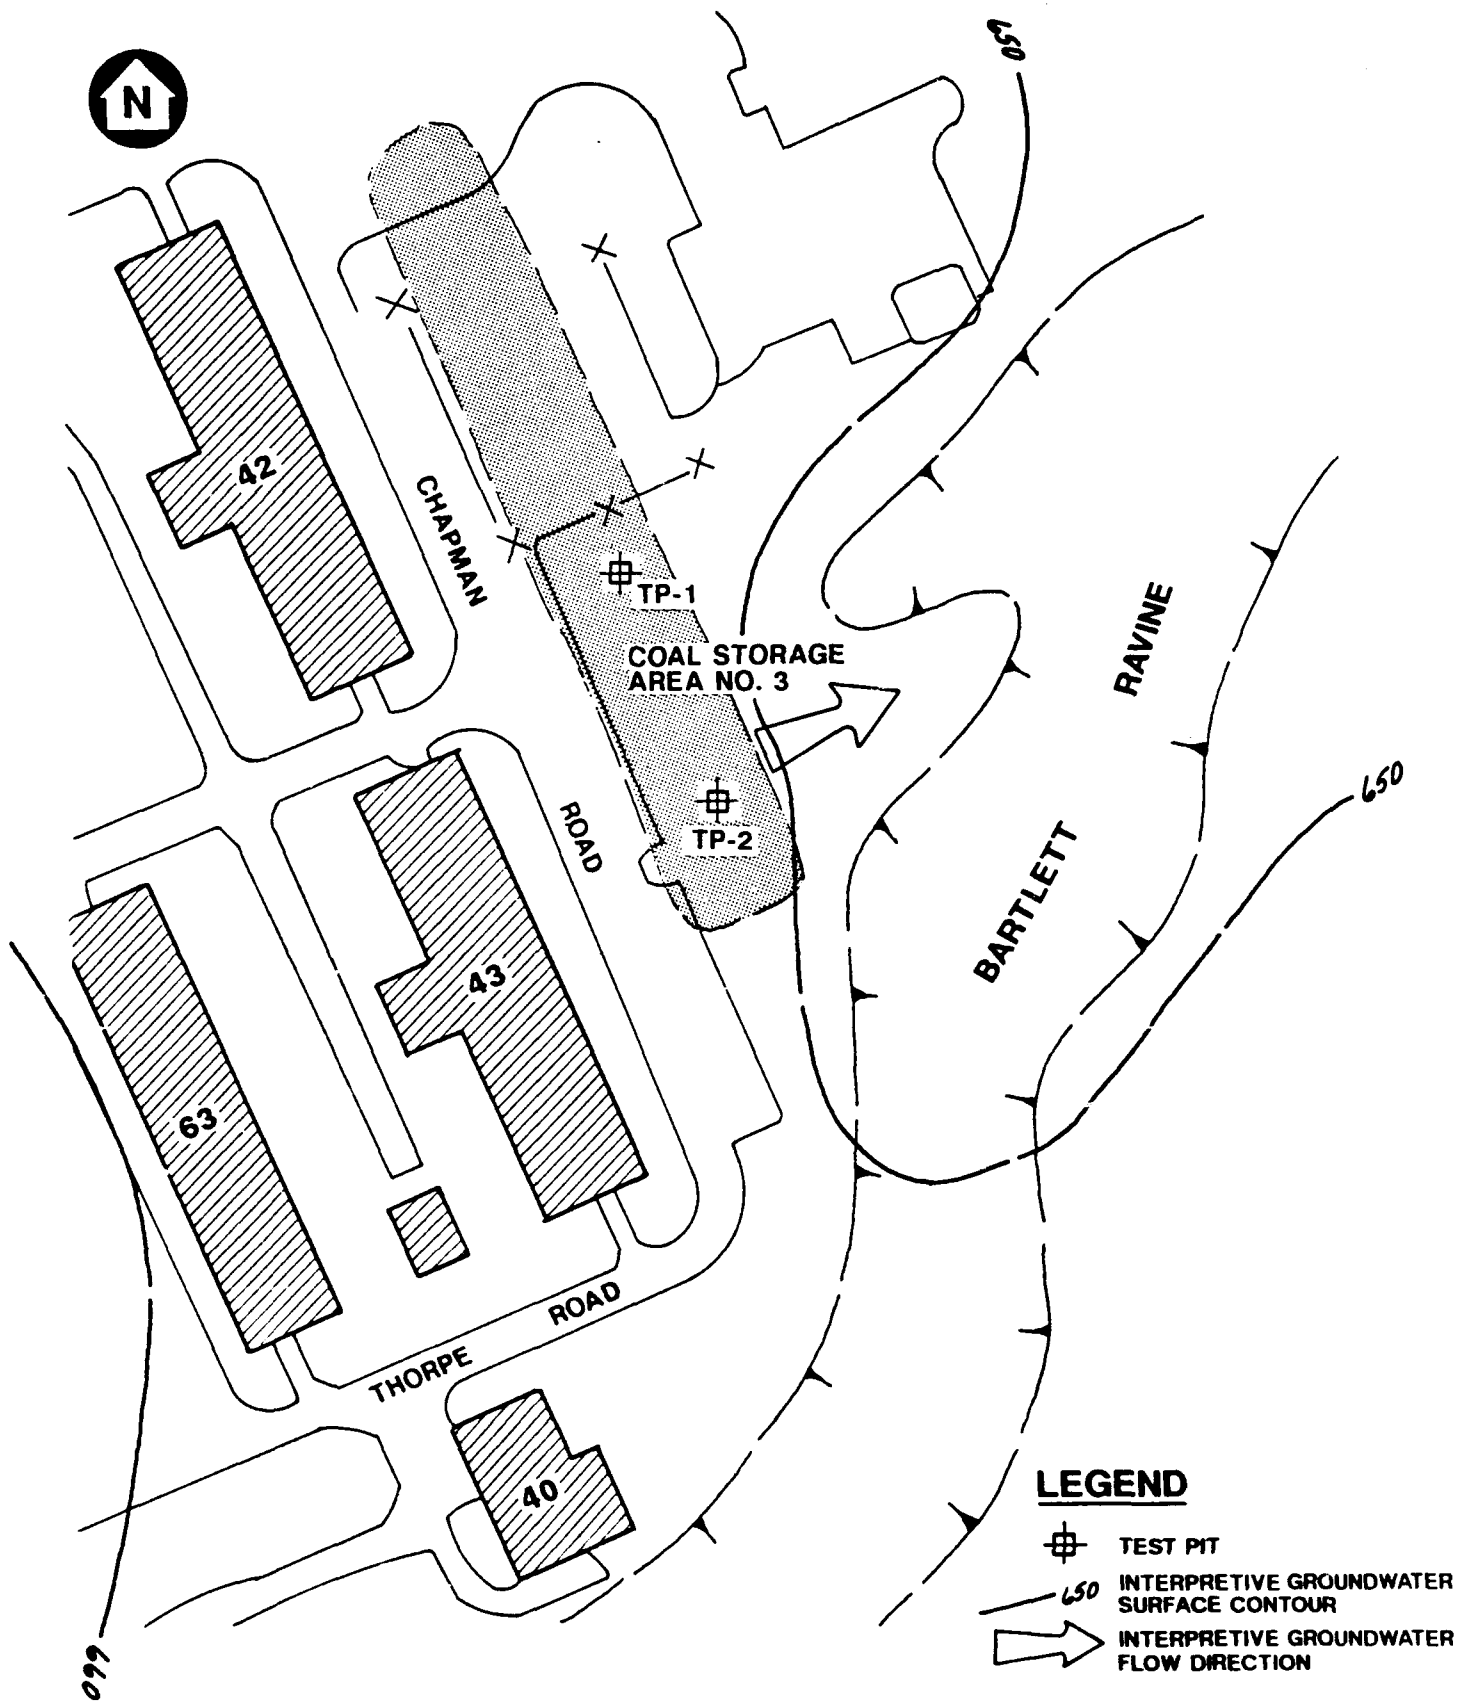 650
N
42
CHAPMAN
TP-1
RAVINE
COAL STORAGE
AREA NO. 3
650
ROAD
TP-2
BARTLETT
43
63
ROAD
THORPE
40
LEGEND
TEST PIT
650 INTERPRETIVE GROUNDWATER
SURFACE CONTOUR
INTERPRETIVE GROUNDWATER
FLOW DIRECTION
660